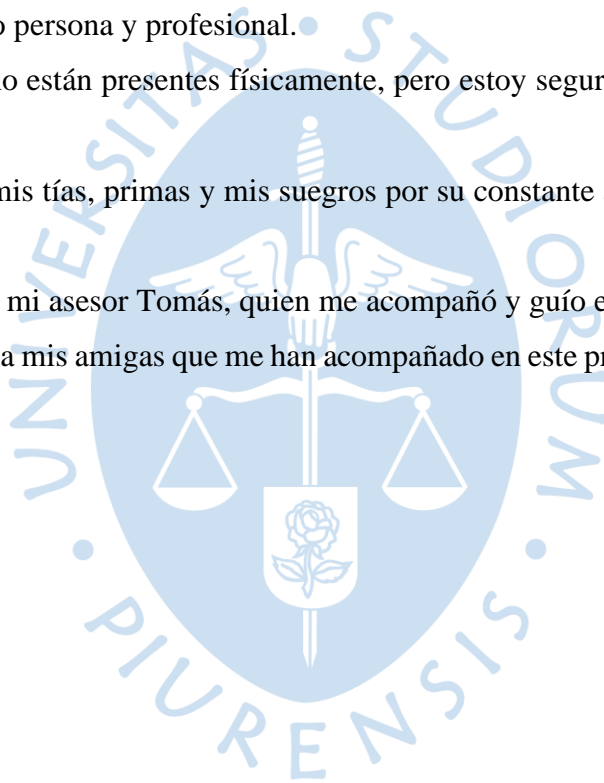 o persona y profesional.
o están presentes físicamente, pero estoy segur
mis tías, primas y mis suegros por su constante
mi asesor Tomás, quien me acompañó y guío e
a mis amigas que me han acompañado en este pr
UNIVERSITAS STUDIORUM
PIURENSIS